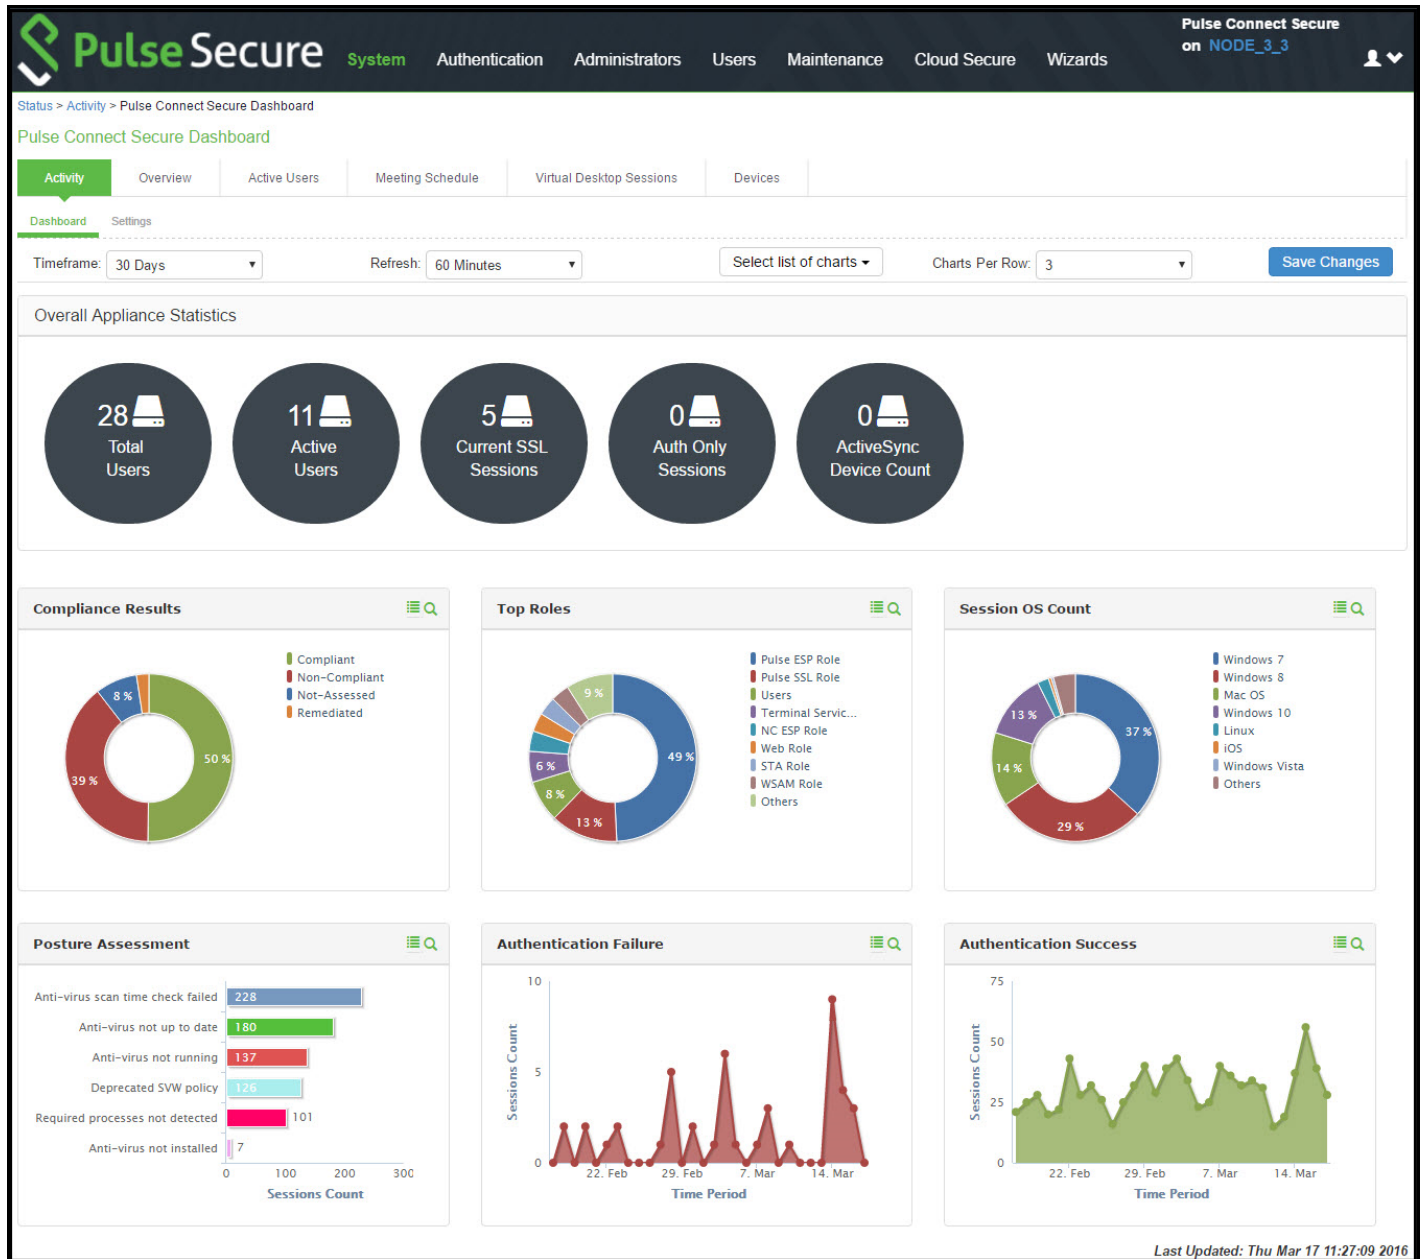 Pulse Secure System Authentication Administrators Users Maintenance Cloud Secure Wizards
Pulse Connect Secure
on NODE_3_3
Status > Activity > Pulse Connect Secure Dashboard
Pulse Connect Secure Dashboard
Activity Overview Active Users Meeting Schedule Virtual Desktop Sessions Devices
Dashboard Settings
Timeframe: 30 Days Refresh: 60 Minutes Select list of charts Charts Per Row: 3 Save Changes
Overall Appliance Statistics
28
Total
Users
11
Active
Users
5
Current SSL
Sessions
0
Auth Only
Sessions
0
ActiveSync
Device Count
Compliance Results
Compliant
Non-Compliant
Not-Assessed
Remediated
8 %
50 %
39 %
Top Roles
Pulse ESP Role
Pulse SSL Role
Users
Terminal Servic...
NC ESP Role
Web Role
STA Role
WSAM Role
Others
9 %
49 %
6 %
8 %
13 %
Session OS Count
Windows 7
Windows 8
Mac OS
Windows 10
Linux
iOS
Windows Vista
Others
13 %
37 %
14 %
29 %
Posture Assessment
Anti-virus scan time check failed 228
Anti-virus not up to date 180
Anti-virus not running 137
Deprecated SVW policy 126
Required processes not detected 101
Anti-virus not installed 7
0 100 200 300
Sessions Count
Authentication Failure
10
5
0
Sessions Count
22. Feb 29. Feb 7. Mar 14. Mar
Time Period
Authentication Success
75
50
25
0
Sessions Count
22. Feb 29. Feb 7. Mar 14. Mar
Time Period
Last Updated: Thu Mar 17 11:27:09 2016